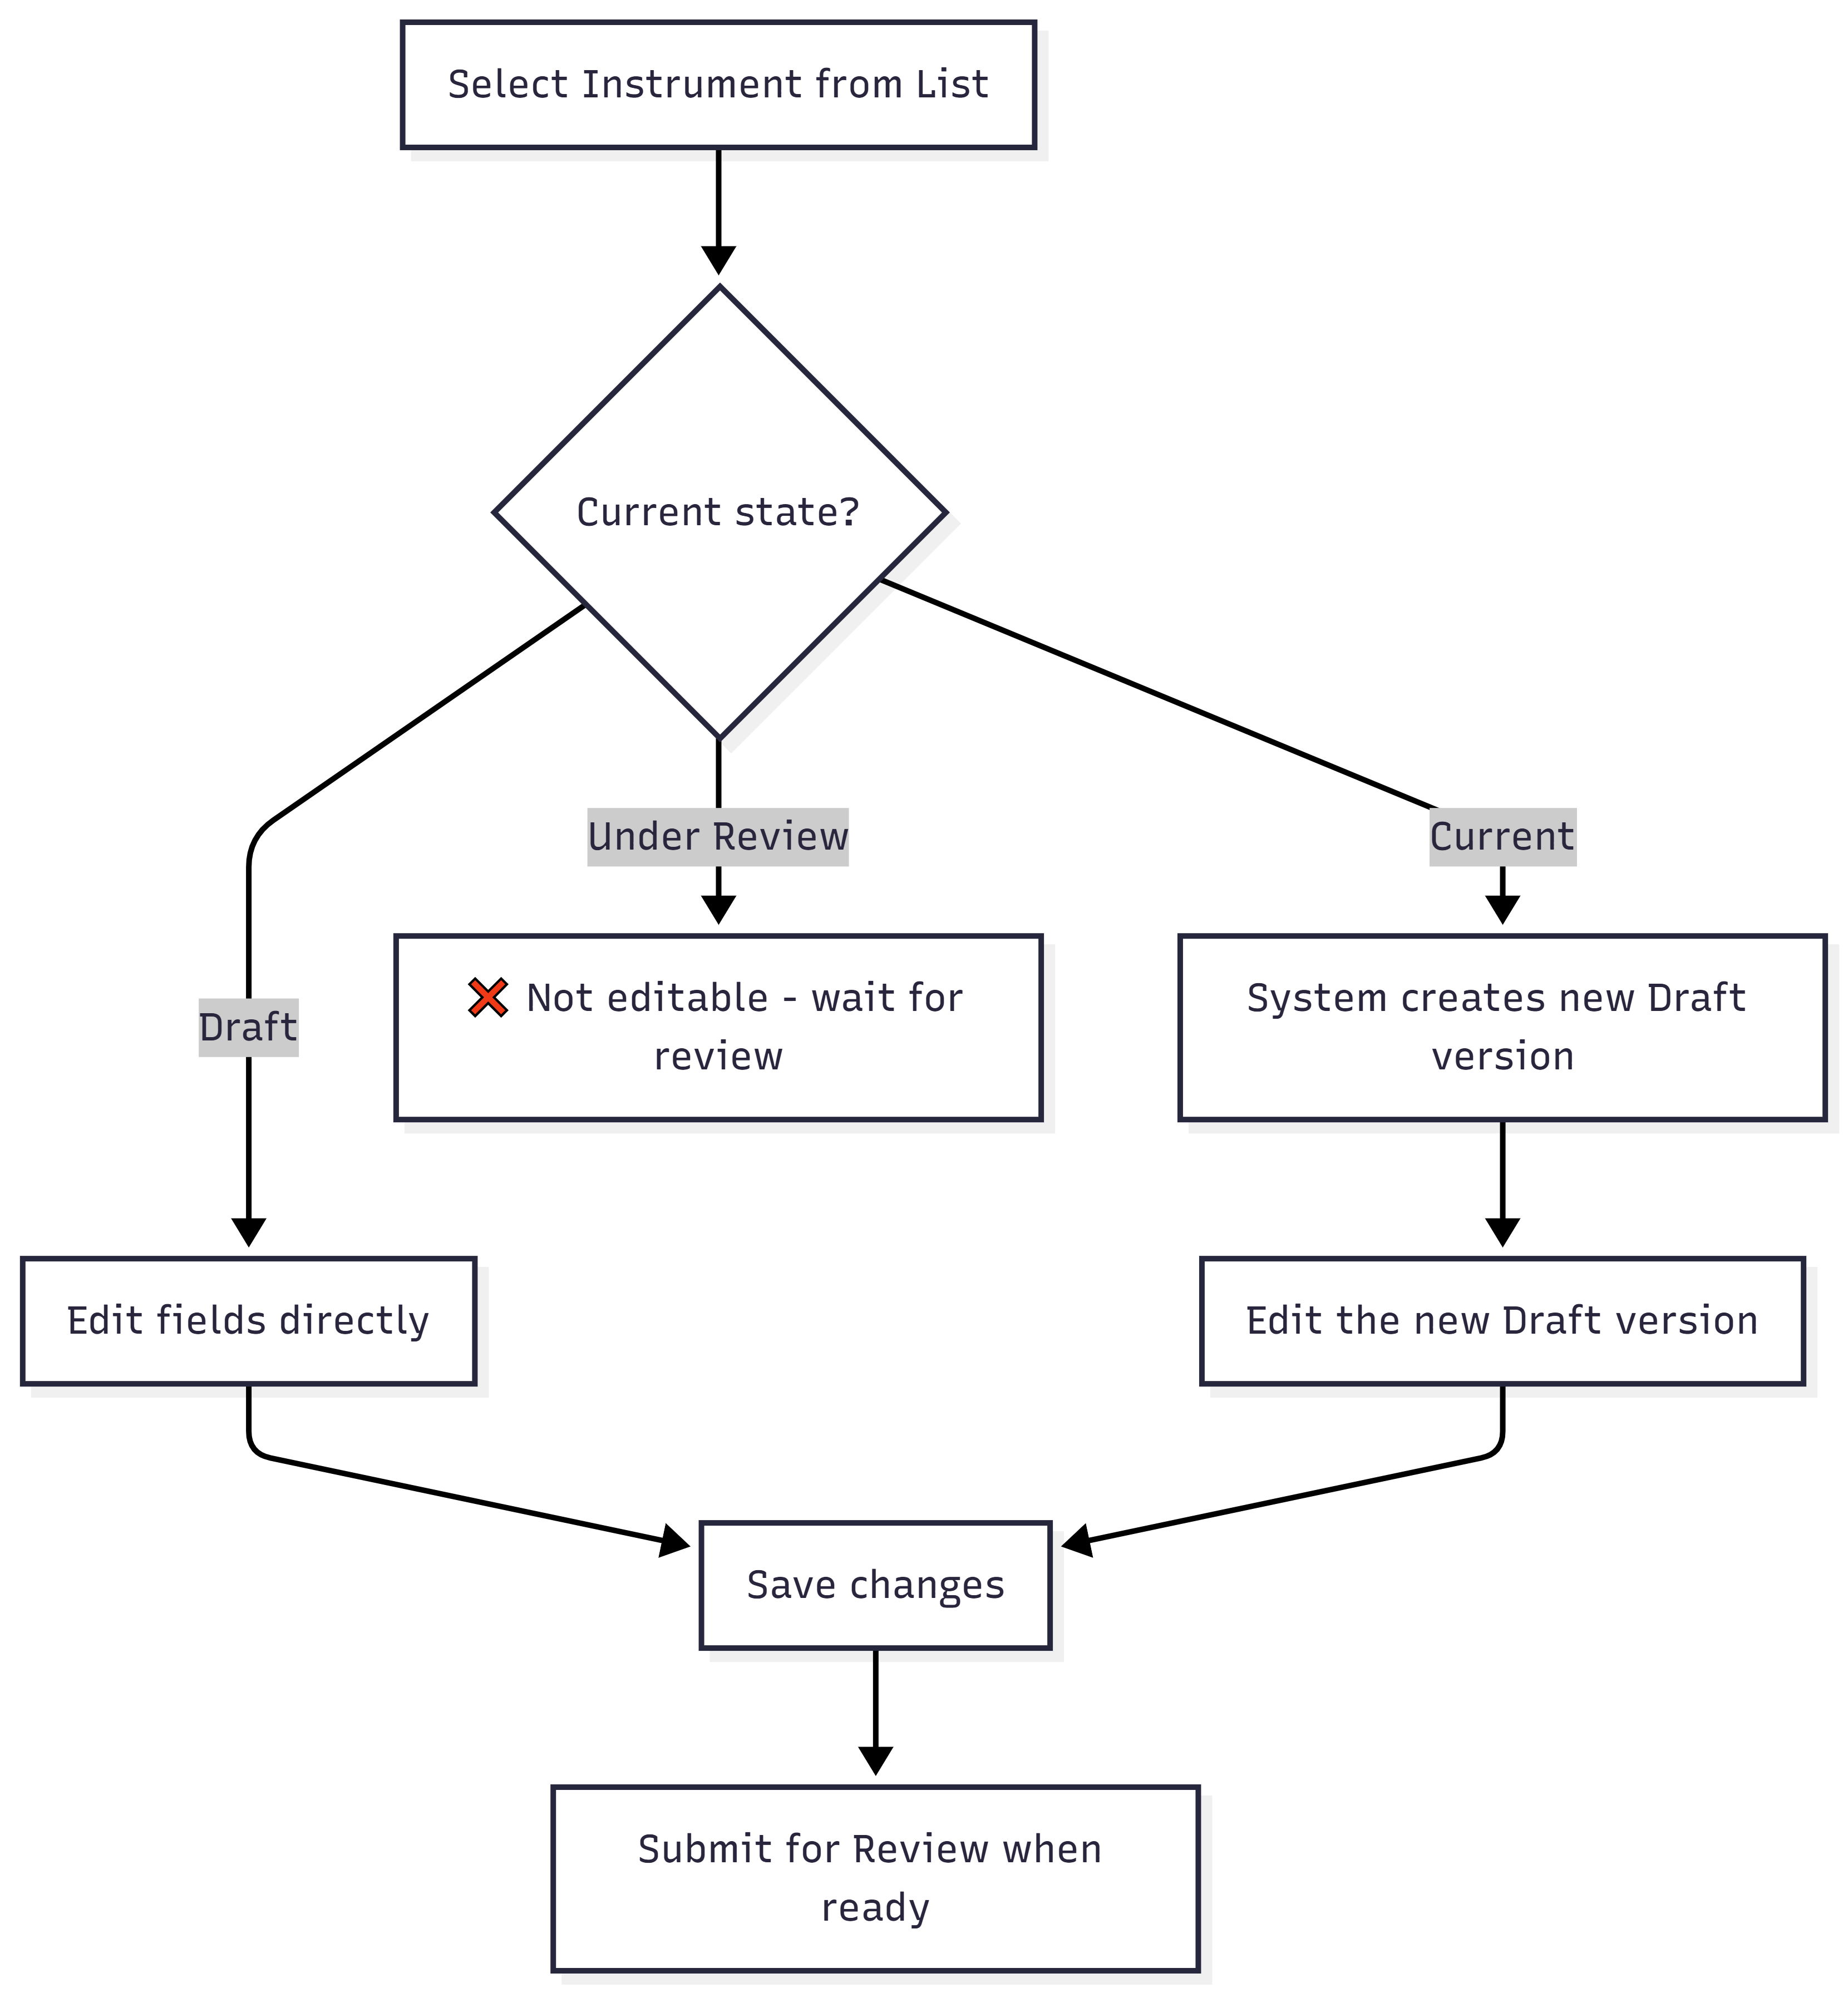 Select Instrument from List
Current state?
Under Review
Current
❌ Not editable - wait for
review
System creates new Draft
version
Draft
Edit fields directly
Edit the new Draft version
Save changes
Submit for Review when
ready